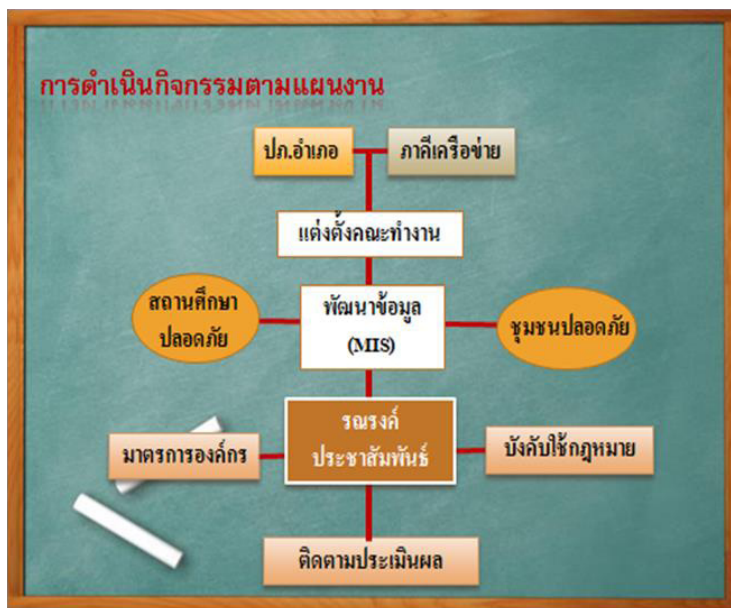 การดำเนินกิจกรรมตามแผนงาน
ปภ.อำเภอ
ภาคีเครือข่าย
แต่งตั้งคณะทำงาน
สถานศึกษา
ปลอดภัย
พัฒนาข้อมูล
(MIS)
ชุมชนปลอดภัย
มาตรการองค์กร
รณรงค์
ประชาสัมพันธ์
บังคับใช้กฎหมาย
ติดตามประเมินผล